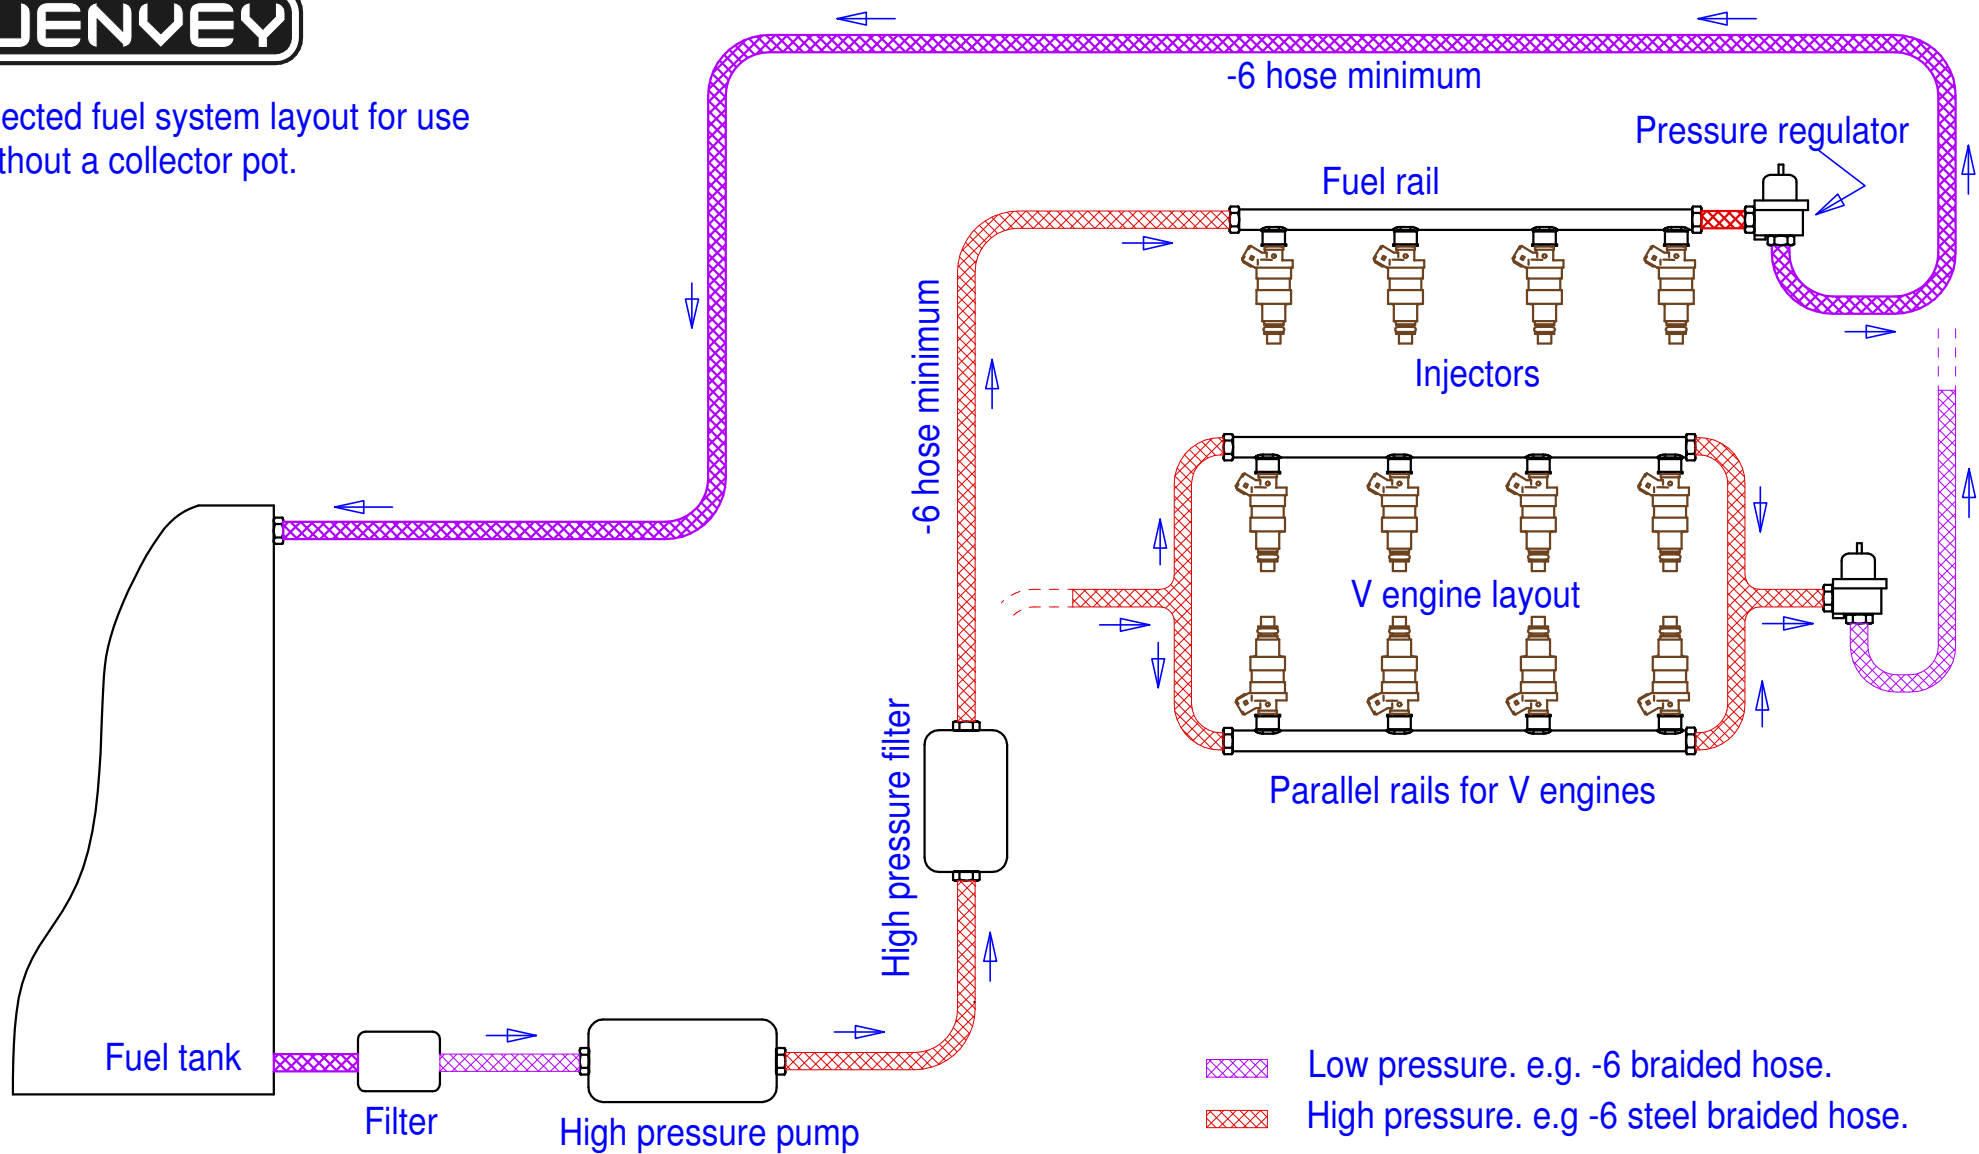 JENVEY
ected fuel system layout for use
thout a collector pot.
-6 hose minimum
Pressure regulator
Fuel rail
-6 hose minimum
Injectors
V engine layout
High pressure filter
Parallel rails for V engines
Fuel tank
Filter
High pressure pump
Low pressure. e.g. -6 braided hose.
High pressure. e.g -6 steel braided hose.